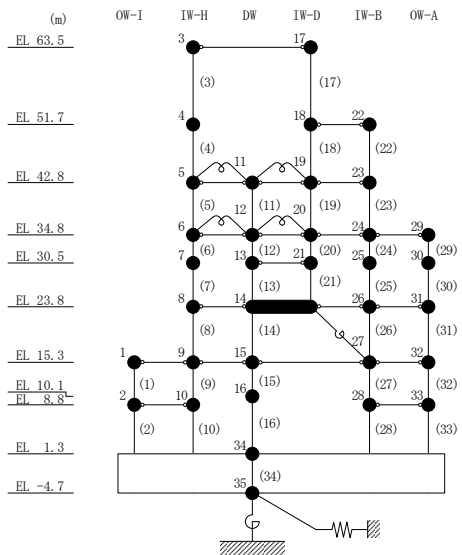 (m) OW-I IW-H DW IW-D IW-B OW-A
EL 63.5 3 17
(3) (17)
EL 51.7 4 18 22
(4) 11 19 (18) (22)
EL 42.8 5 23
(5) 12 (11) 20 (19) (23)
EL 34.8 6 24 29
(6) (12) (20) (24) (29)
EL 30.5 7 13 21 25 30
(7) (13) (21) (25) (30)
EL 23.8 8 14 26 31
(8) (14) (26) (31)
27
EL 15.3 1 9 15 32
(1) (9) (15) (27) (32)
EL 10.1 16
EL 8.8 2 10 28 33
(2) (10) (16) (28) (33)
EL 1.3 34
(34)
EL -4.7 35